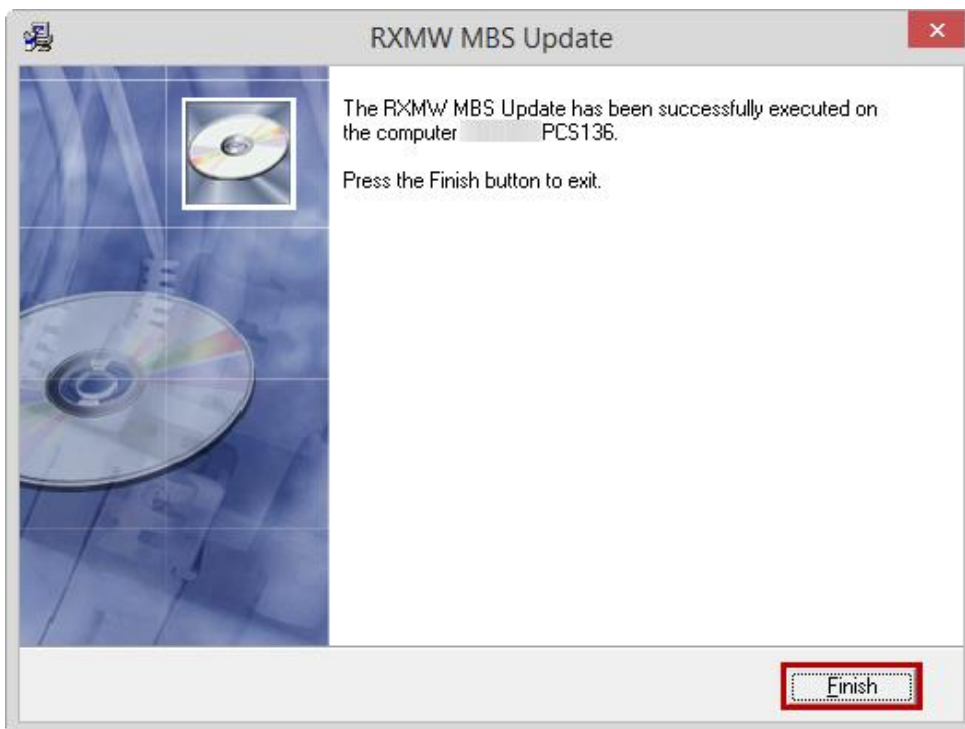 RXMW MBS Update
The RXMW MBS Update has been successfully executed on
the computer PCS136.
Press the Finish button to exit.
Finish